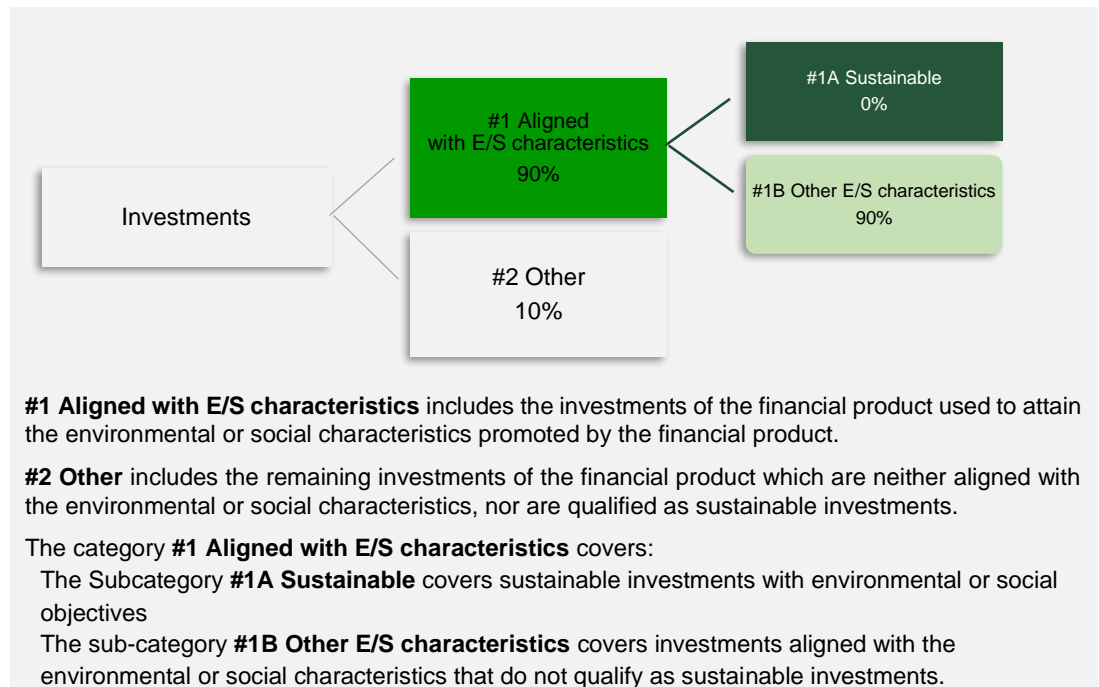 #1A Sustainable
0%
#1 Aligned
with E/S characteristics
90%
#1B Other E/S characteristics
90%
Investments
#2 Other
10%
#1 Aligned with E/S characteristics includes the investments of the financial product used to attain
the environmental or social characteristics promoted by the financial product.
#2 Other includes the remaining investments of the financial product which are neither aligned with
the environmental or social characteristics, nor are qualified as sustainable investments.
The category #1 Aligned with E/S characteristics covers:
The Subcategory #1A Sustainable covers sustainable investments with environmental or social
objectives
The sub-category #1B Other E/S characteristics covers investments aligned with the
environmental or social characteristics that do not qualify as sustainable investments.